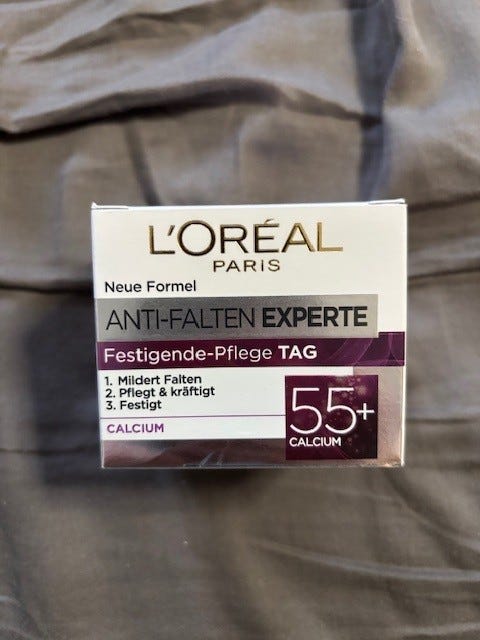 L'ORÉAL
PARIS
Neue Formel
ANTI-FALTEN EXPERTE
Festigende-Pflege TAG
1. Mildert Falten
2. Pflegt & kräftigt
3. Festigt
CALCIUM
55+
CALCIUM